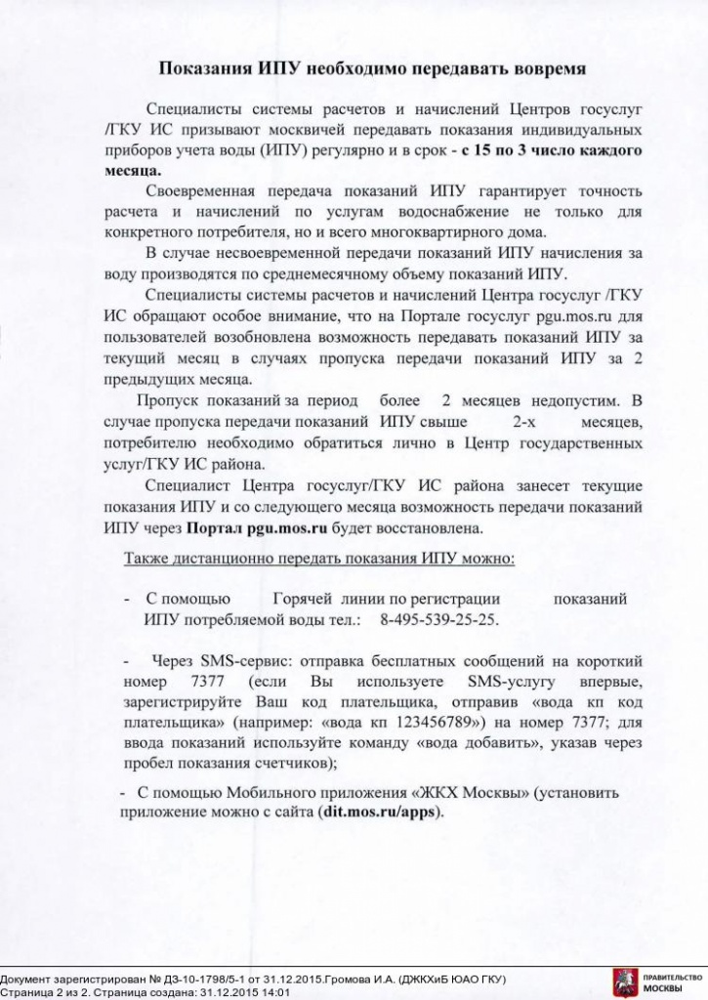 Показания ИПУ необходимо передавать вовремя
Специалисты системы расчетов и начислений Центров госуслуг
/ГКУ ИС призывают москвичей передавать показания индивидуальных
приборов учета воды (ИПУ) регулярно и в срок - с 15 по 3 число каждого
месяца.
Своевременная передача показаний ИПУ гарантирует точность
расчета и начислений по услугам водоснабжение не только для
конкретного потребителя, но и всего многоквартирного дома.
В случае несвоевременной передачи показаний ИПУ начисления за
воду производятся по среднемесячному объему показаний ИПУ.
Специалисты системы расчетов и начислений Центра госуслуг /ГКУ
ИС обращают особое внимание, что на Портале госуслуг pgu.mos.ru для
пользователей возобновлена возможность передавать показаний ИПУ за
текущий месяц в случаях пропуска передачи показаний ИПУ за 2
предыдущих месяца.
Пропуск показаний за период более 2 месяцев недопустим. В
случае пропуска передачи показаний ИПУ свыше 2-х месяцев,
потребителю необходимо обратиться лично в Центр государственных
услуг/ГКУ ИС района.
Специалист Центра госуслуг/ГКУ ИС района занесет текущие
показания ИПУ и со следующего месяца возможность передачи показаний
ИПУ через Портал pgu.mos.ru будет восстановлена.
Также дистанционно передать показания ИПУ можно:
- С помощью Горячей линии по регистрации показаний
ИПУ потребляемой воды тел.: 8-495-539-25-25.
- Через SMS-сервис: отправка бесплатных сообщений на короткий
номер 7377 (если Вы используете SMS-услугу впервые,
зарегистрируйте Ваш код плательщика, отправив «вода кп код
плательщика» (например: «вода кп 123456789») на номер 7377; для
ввода показаний используйте команду «вода добавить», указав через
пробел показания счетчиков);
- С помощью Мобильного приложения «ЖКХ Москвы» (установить
приложение можно с сайта (dit.mos.ru/apps).
Документ зарегистрирован № ДЗ-10-1798/5-1 от 31.12.2015.Громова И.А. (ДЖКХиБ ЮАО ГКУ)
Страница 2 из 2. Страница создана: 31.12.2015 14:01
ПРАВИТЕЛЬСТВО
МОСКВЫ